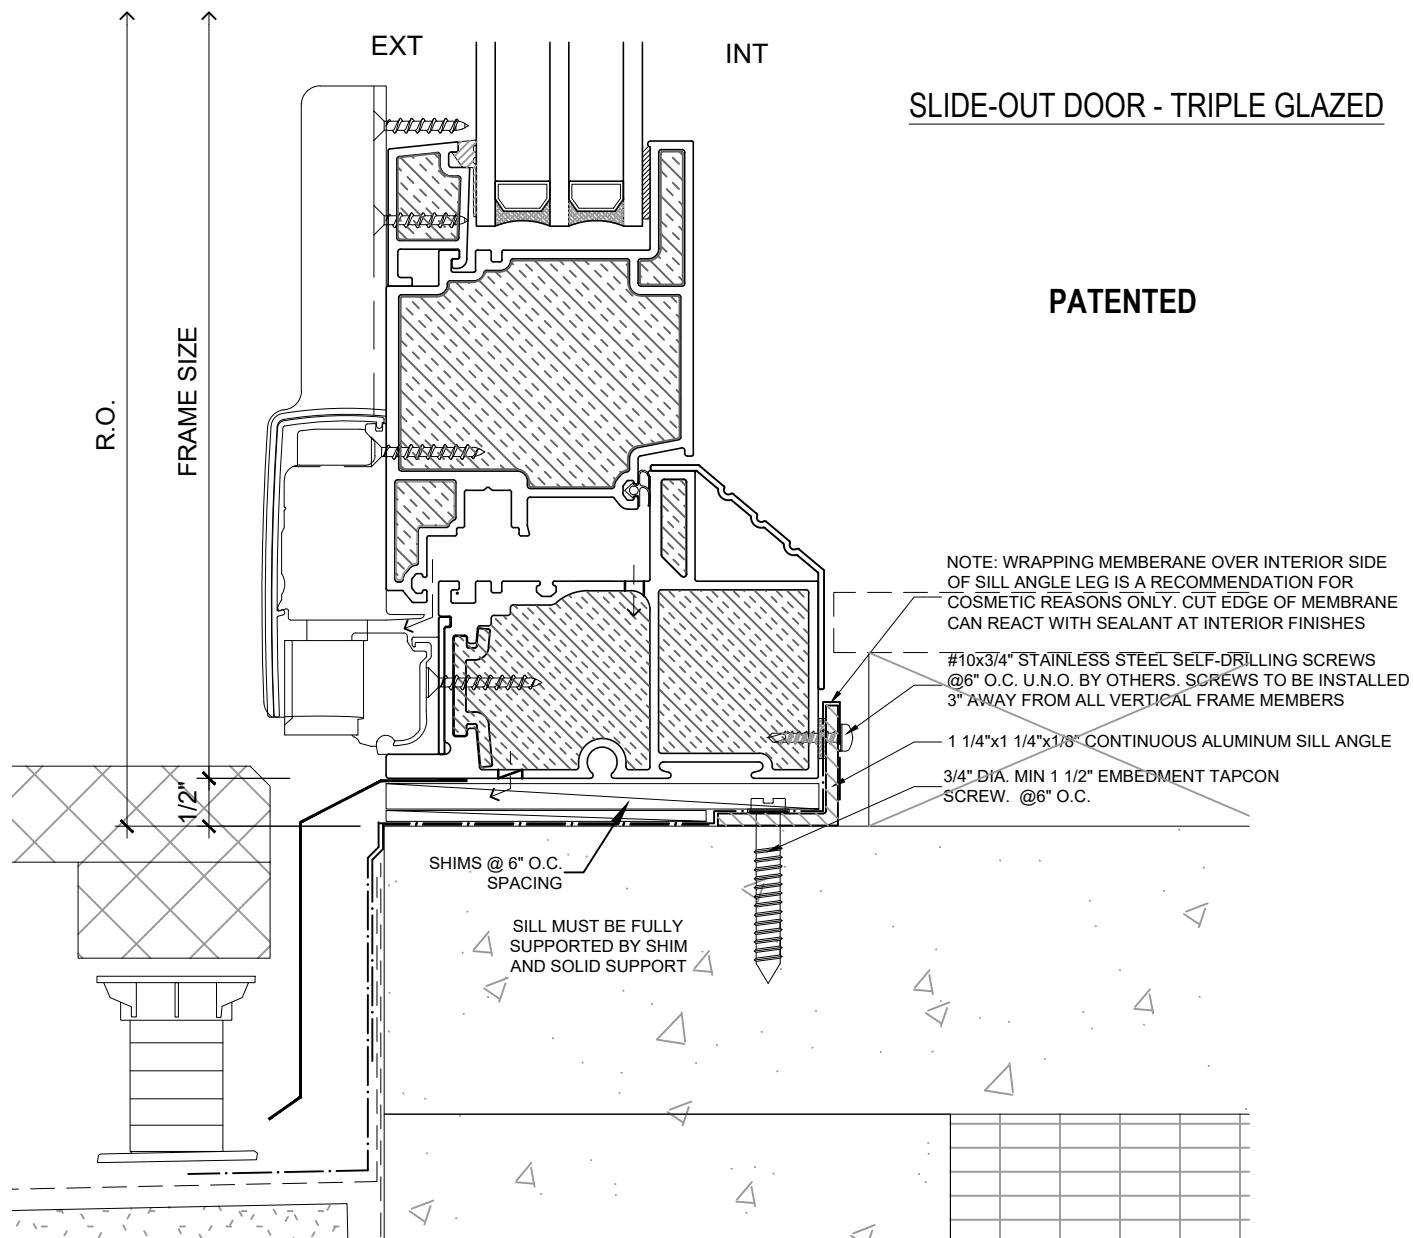 EXT
INT
SLIDE-OUT DOOR - TRIPLE GLAZED
PATENTED
R.O.
FRAME SIZE
1/2"
NOTE: WRAPPING MEMBERANE OVER INTERIOR SIDE
OF SILL ANGLE LEG IS A RECOMMENDATION FOR
COSMETIC REASONS ONLY. CUT EDGE OF MEMBRANE
CAN REACT WITH SEALANT AT INTERIOR FINISHES
#10x3/4" STAINLESS STEEL SELF-DRILLING SCREWS
@6" O.C. U.N.O. BY OTHERS. SCREWS TO BE INSTALLED
3" AWAY FROM ALL VERTICAL FRAME MEMBERS
1 1/4"x1 1/4"x1/8" CONTINUOUS ALUMINUM SILL ANGLE
3/4" DIA. MIN 1 1/2" EMBEDMENT TAPCON
SCREW. @6" O.C.
SHIMS @ 6" O.C.
SPACING
SILL MUST BE FULLY
SUPPORTED BY SHIM
AND SOLID SUPPORT